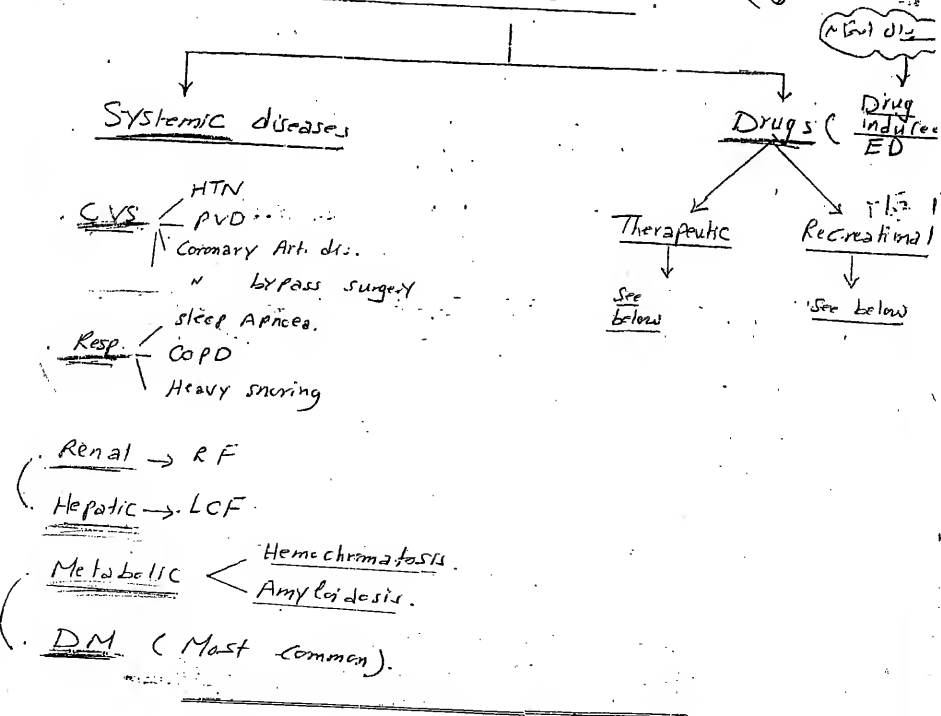 Systemic diseases
Drugs ( Drug induced ED
CVS
HTN
PVD
Coronary Art. dis.
" bypass surgery
Therapeutic
Recreational
See below
See below
Resp.
sleep Apnoea.
COPD
Heavy snoring
Renal → RF
Hepatic → LCF
Metabolic
Hemochromatosis.
Amyloidosis.
DM (Most common).